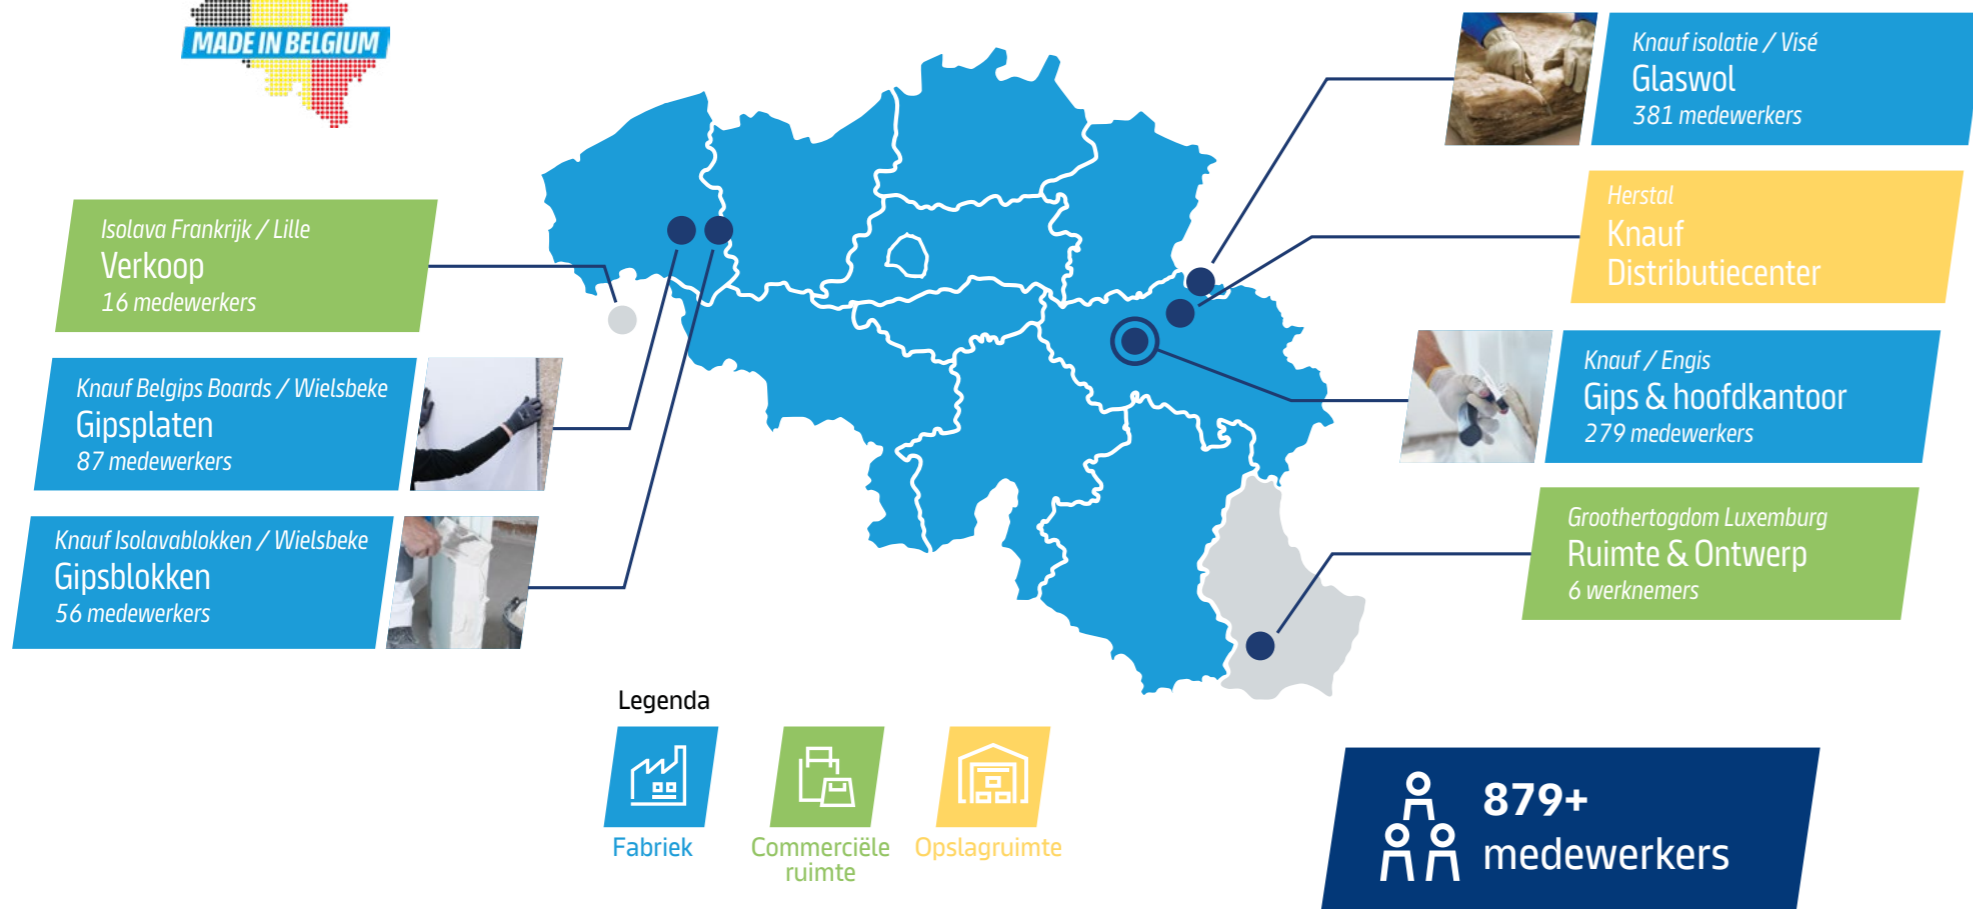 MADE IN BELGIUM
Isolava Frankrijk / Lille
Verkoop
16 medewerkers
Knauf Belgips Boards / Wielsbeke
Gipsplaten
87 medewerkers
Knauf Isolavablokken / Wielsbeke
Gipsblokken
56 medewerkers
Knauf isolatie / Visé
Glaswol
381 medewerkers
Herstal
Knauf
Distributiecenter
Knauf / Engis
Gips & hoofdkantoor
279 medewerkers
Groothertogdom Luxemburg
Ruimte & Ontwerp
6 werknemers
Legenda
Fabriek
Commerciële
ruimte
Opslagruimte
879+
medewerkers